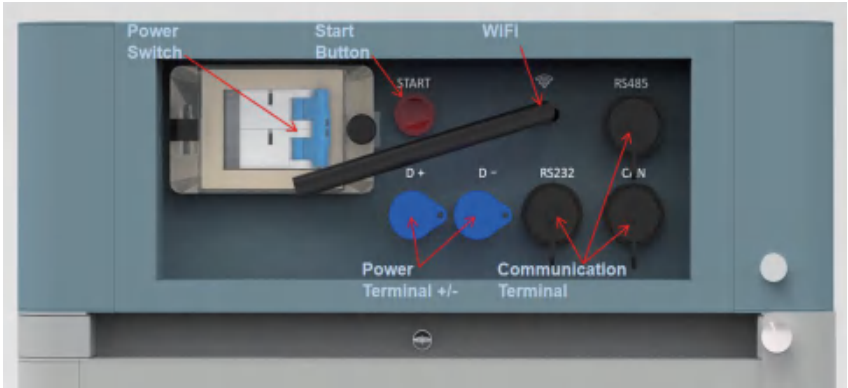 Power
Switch
Start
Button
WIFI
START
RS485
D +
D −
RS232
CAN
Power
Terminal +/-
Communication
Terminal